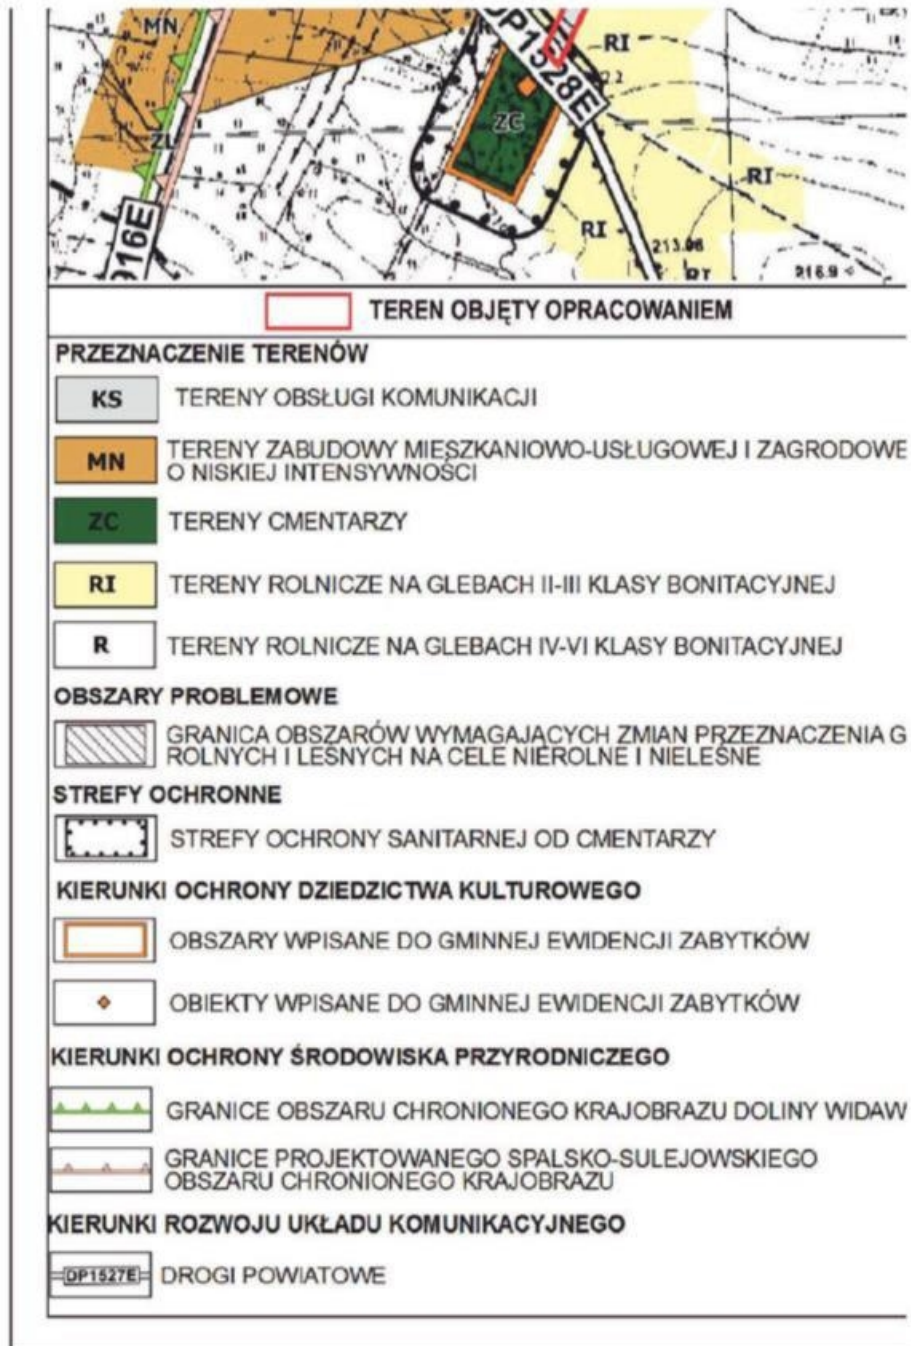 MN
ZL
916E
DP1528E
ZC
RI
RI
RI
213.06
RI
216.9
TEREN OBJĘTY OPRACOWANIEM
PRZEZNACZENIE TERENÓW
KS TERENY OBSŁUGI KOMUNIKACJI
MN TERENY ZABUDOWY MIESZKANIOWO-USŁUGOWEJ I ZAGRODOWE
O NISKIEJ INTENSYWNOŚCI
ZC TERENY CMENTARZY
RI TERENY ROLNICZE NA GLEBACH II-III KLASY BONITACYJNEJ
R TERENY ROLNICZE NA GLEBACH IV-VI KLASY BONITACYJNEJ
OBSZARY PROBLEMOWE
GRANICA OBSZARÓW WYMAGAJĄCYCH ZMIAN PRZEZNACZENIA G
ROLNYCH I LEŚNYCH NA CELE NIEROLNE I NIELEŚNE
STREFY OCHRONNE
STREFY OCHRONY SANITARNEJ OD CMENTARZY
KIERUNKI OCHRONY DZIEDZICTWA KULTUROWEGO
OBSZARY WPISANE DO GMINNEJ EWIDENCJI ZABYTKÓW
OBIEKTY WPISANE DO GMINNEJ EWIDENCJI ZABYTKÓW
KIERUNKI OCHRONY ŚRODOWISKA PRZYRODNICZEGO
GRANICE OBSZARU CHRONIONEGO KRAJOBRAZU DOLINY WIDAW
GRANICE PROJEKTOWANEGO SPALSKO-SULEJOWSKIEGO
OBSZARU CHRONIONEGO KRAJOBRAZU
KIERUNKI ROZWOJU UKŁADU KOMUNIKACYJNEGO
DP1527E DROGI POWIATOWE